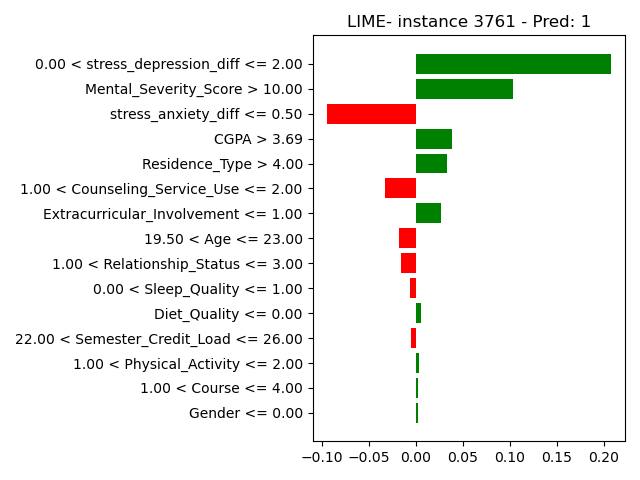 LIME- instance 3761 - Pred: 1
0.00 < stress_depression_diff <= 2.00
Mental_Severity_Score > 10.00
stress_anxiety_diff <= 0.50
CGPA > 3.69
Residence_Type > 4.00
1.00 < Counseling_Service_Use <= 2.00
Extracurricular_Involvement <= 1.00
19.50 < Age <= 23.00
1.00 < Relationship_Status <= 3.00
0.00 < Sleep_Quality <= 1.00
Diet_Quality <= 0.00
22.00 < Semester_Credit_Load <= 26.00
1.00 < Physical_Activity <= 2.00
1.00 < Course <= 4.00
Gender <= 0.00
−0.10 −0.05 0.00 0.05 0.10 0.15 0.20